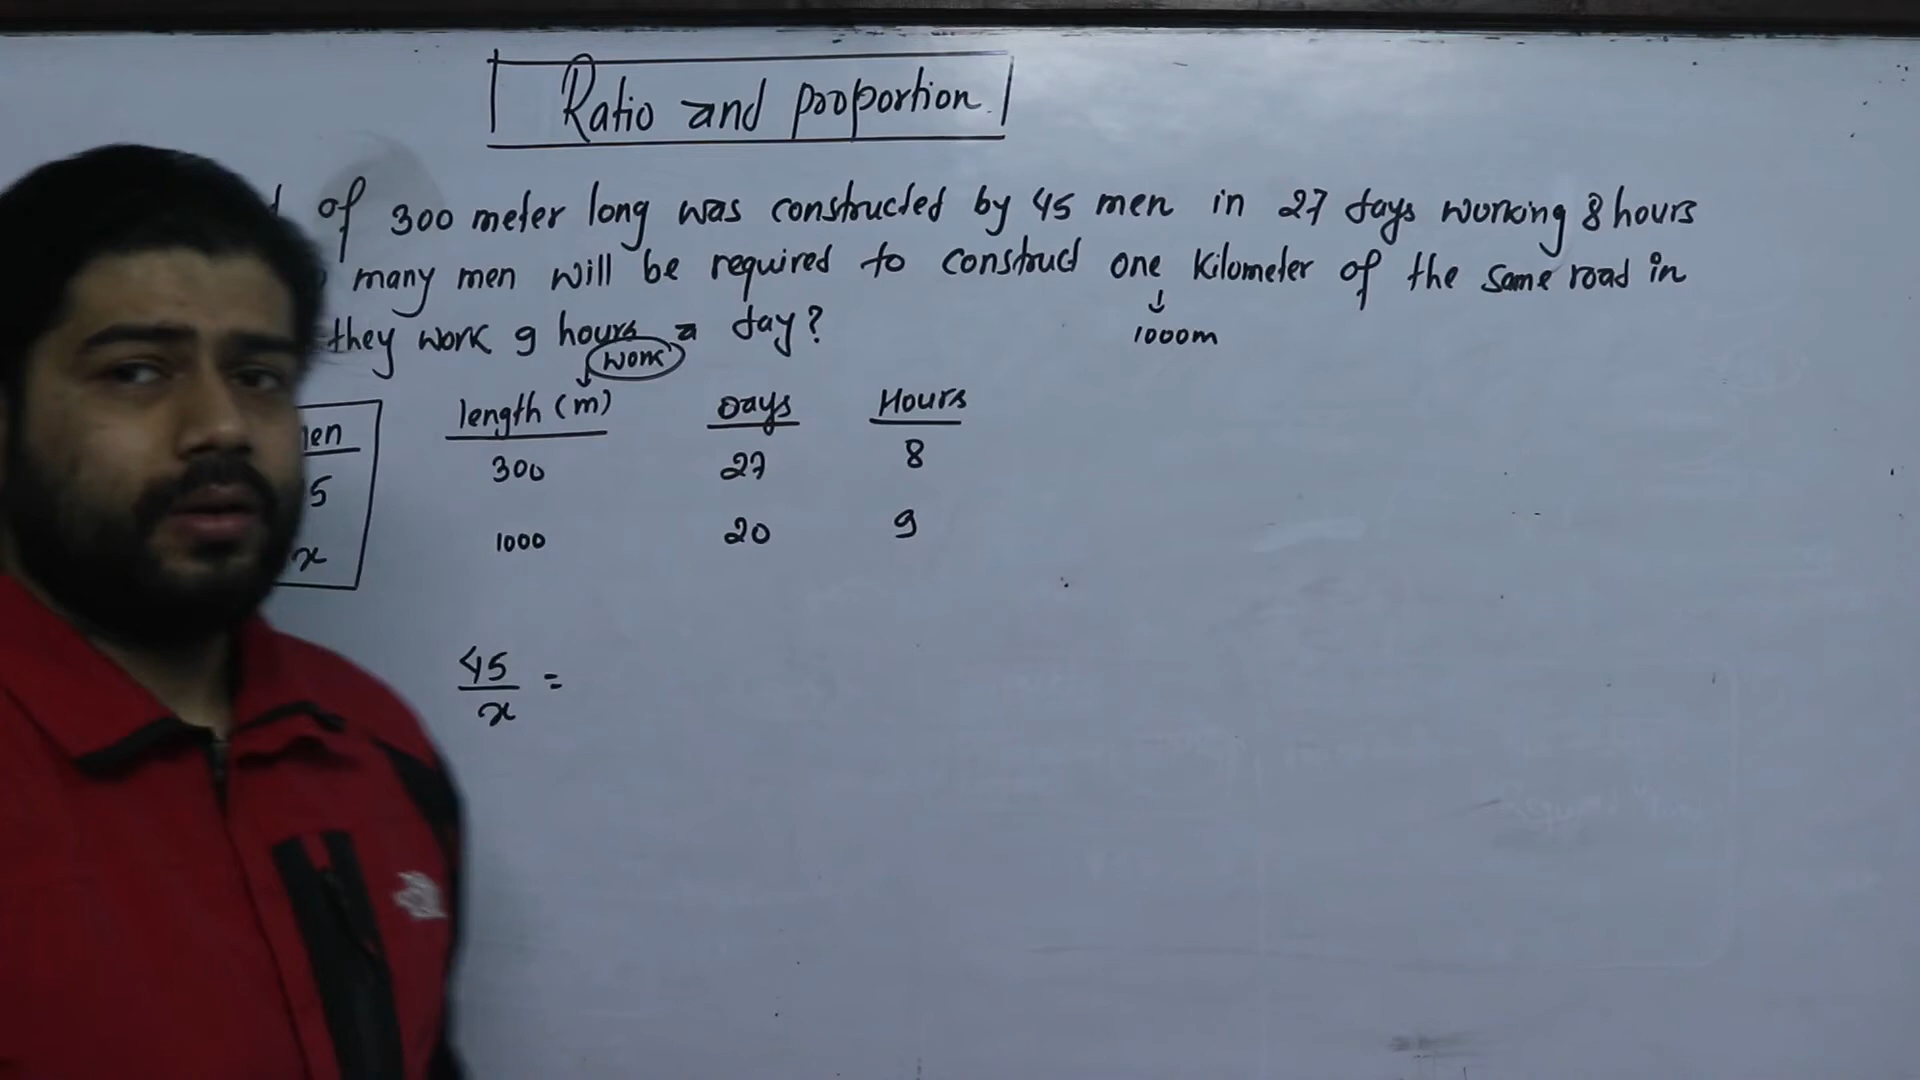 Ratio and proportion.
of 300 meter long was constructed by 45 men in 27 days working 8 hours
many men will be required to construct one kilometer of the same road in
they work 9 hours a day?
↓
1000m
work
↓
length (m) Days Hours
5 300 27 8
x 1000 20 9
45/x =